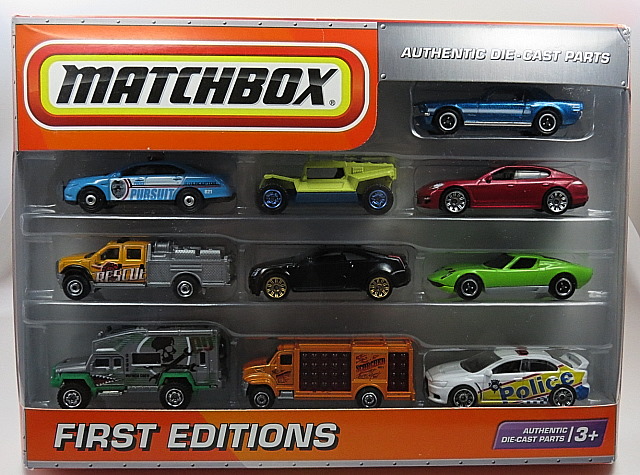 AUTHENTIC DIE-CAST PARTS
MATCHBOX®
PURSUIT
RESCUE
Police
FIRST EDITIONS
AUTHENTIC
DIE-CAST PARTS
3+